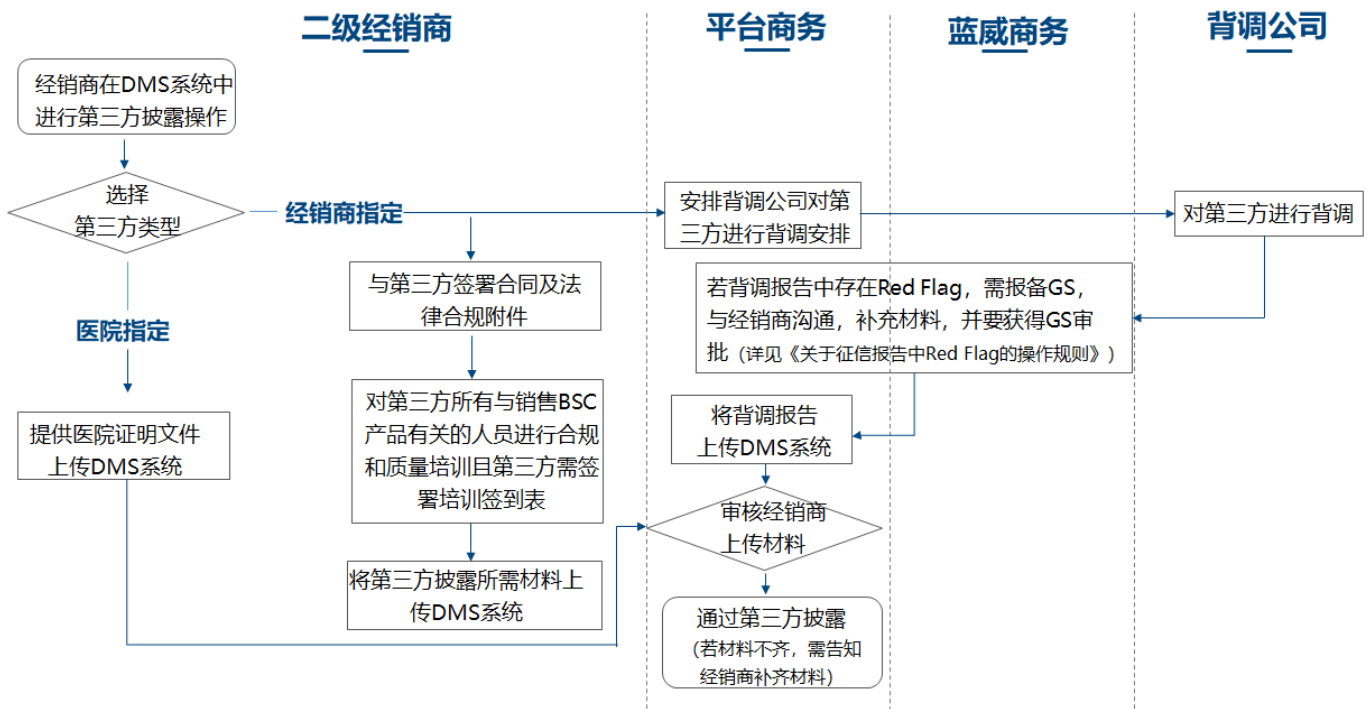 二级经销商
平台商务
蓝威商务
背调公司
经销商在DMS系统中
进行第三方披露操作
选择
第三方类型
经销商指定
安排背调公司对第
三方进行背调安排
对第三方进行背调
与第三方签署合同及法
律合规附件
若背调报告中存在Red Flag，需报备GS，
与经销商沟通，补充材料，并要获得GS审
批（详见《关于征信报告中Red Flag的操作规则》）
医院指定
对第三方所有与销售BSC
产品有关的人员进行合规
和质量培训且第三方需签
署培训签到表
将背调报告
上传DMS系统
提供医院证明文件
上传DMS系统
审核经销商
上传材料
将第三方披露所需材料上
传DMS系统
通过第三方披露
（若材料不齐，需告知
经销商补齐材料）